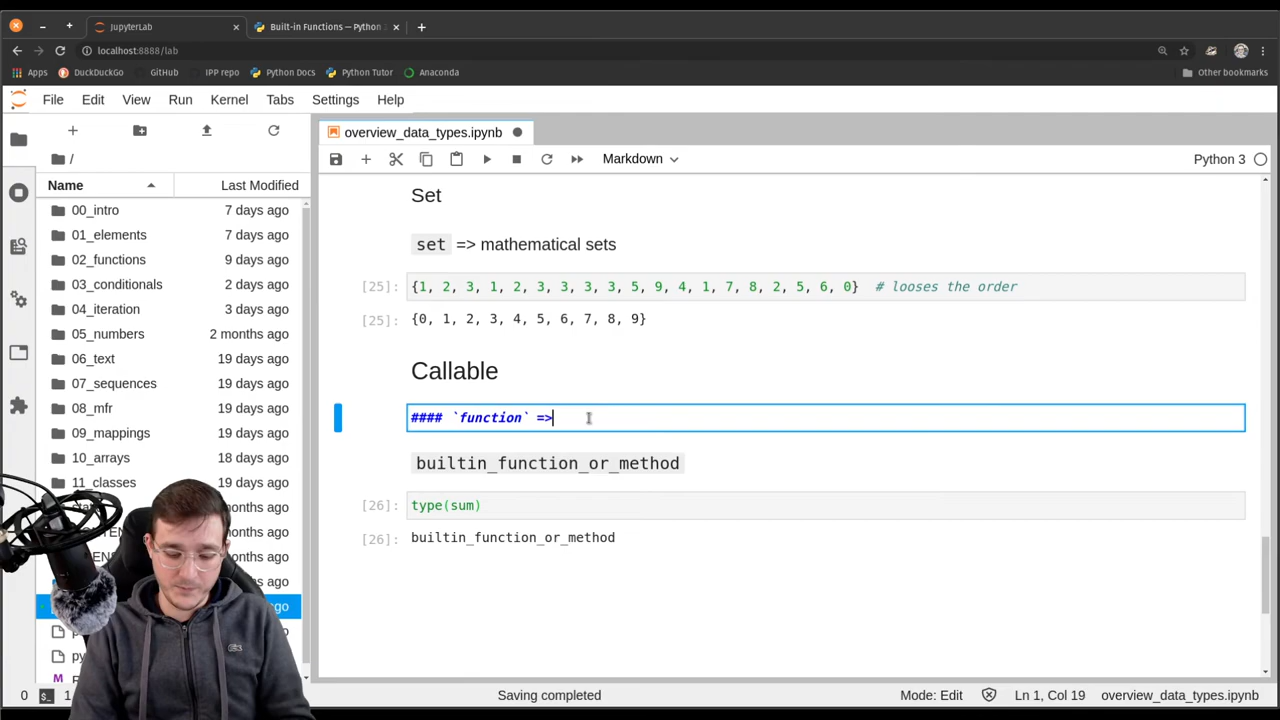 JupyterLab
Built-in Functions — Python 3
localhost:8888/lab
Apps DuckDuckGo GitHub IPP repo Python Docs Python Tutor Anaconda Other bookmarks
File Edit View Run Kernel Tabs Settings Help
overview_data_types.ipynb
/
Markdown Python 3
Name Last Modified
00_intro 7 days ago
01_elements 7 days ago
02_functions 9 days ago
03_conditionals 2 days ago
04_iteration 3 days ago
05_numbers 2 months ago
06_text 19 days ago
07_sequences 19 days ago
08_mfr 19 days ago
09_mappings 19 days ago
10_arrays 18 days ago
11_classes 19 days ago
months ago
months ago
months ago
days ago
ago
Set
set => mathematical sets
[25]: {1, 2, 3, 1, 2, 3, 3, 3, 3, 5, 9, 4, 1, 7, 8, 2, 5, 6, 0} # looses the order
[25]: {0, 1, 2, 3, 4, 5, 6, 7, 8, 9}
Callable
#### `function` =>
builtin_function_or_method
[26]: type(sum)
[26]: builtin_function_or_method
0 $_ 1 Saving completed Mode: Edit Ln 1, Col 19 overview_data_types.ipynb